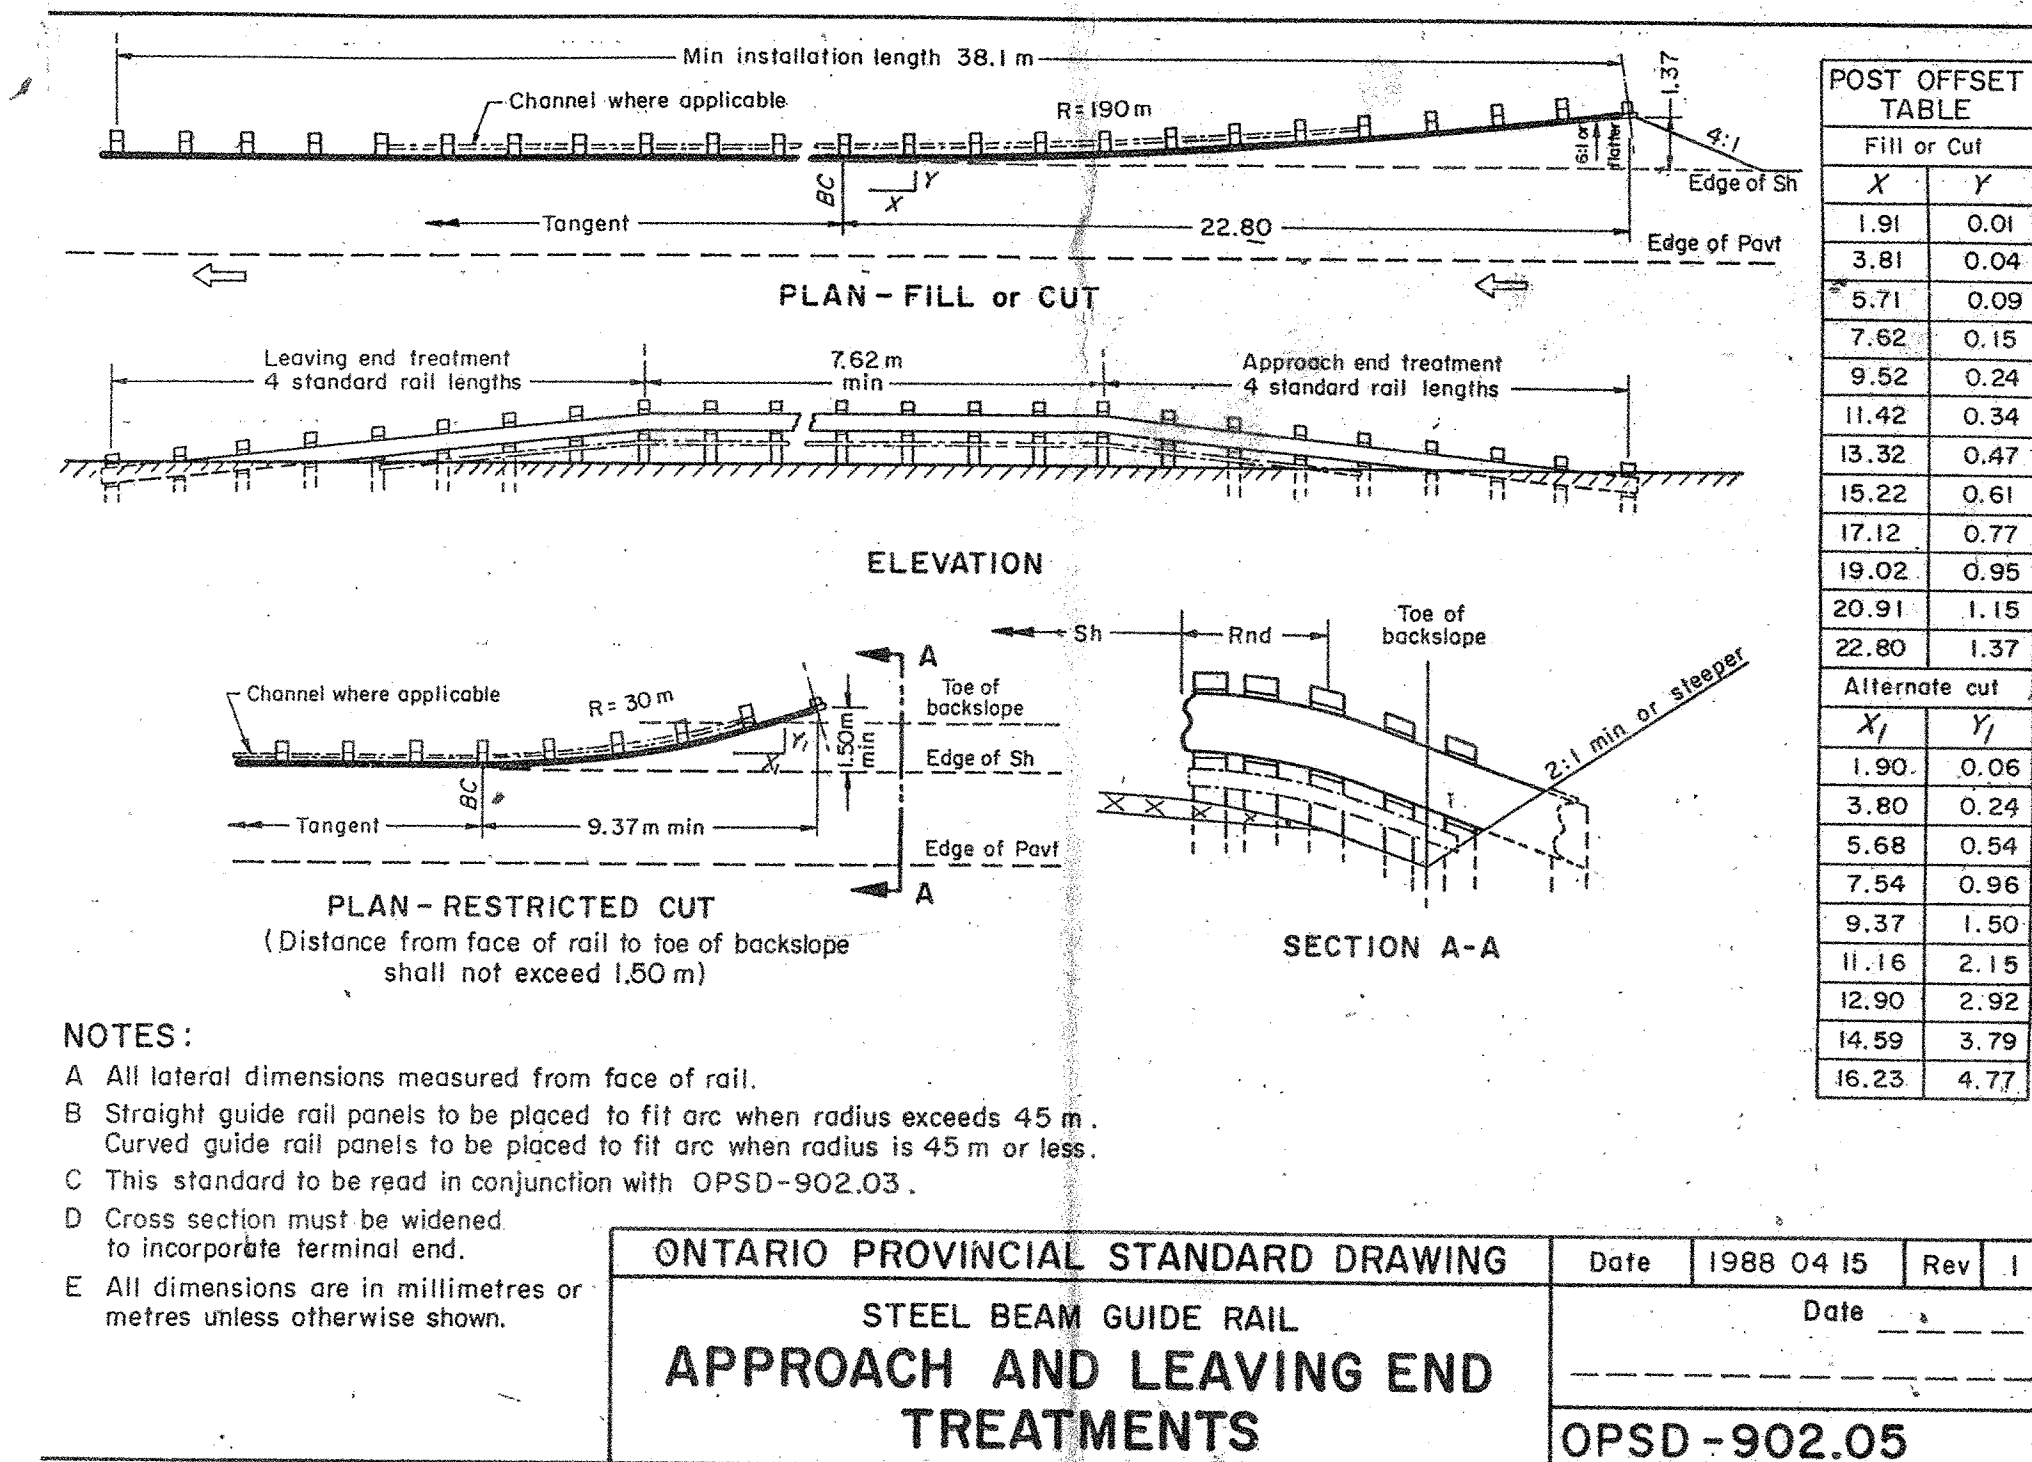 Min installation length 38.1 m
1.37
Channel where applicable
R=190 m
6:1 or
flatter
4:1
Edge of Sh
BC
X
Y
Tangent
22.80
Edge of Pavt
PLAN - FILL or CUT
Leaving end treatment
4 standard rail lengths
7.62 m
min
Approach end treatment
4 standard rail lengths
ELEVATION
A
Channel where applicable
R = 30 m
Toe of
backslope
1.50m
min
X1
Y1
Edge of Sh
BC
Tangent
9.37 m min
Edge of Pavt
A
PLAN - RESTRICTED CUT
(Distance from face of rail to toe of backslope
shall not exceed 1.50 m)
Sh
Rnd
Toe of
backslope
2:1 min or steeper
SECTION A-A
POST OFFSET
TABLE
Fill or Cut
X Y
1.91 0.01
3.81 0.04
5.71 0.09
7.62 0.15
9.52 0.24
11.42 0.34
13.32 0.47
15.22 0.61
17.12 0.77
19.02 0.95
20.91 1.15
22.80 1.37
Alternate cut
X1 Y1
1.90 0.06
3.80 0.24
5.68 0.54
7.54 0.96
9.37 1.50
11.16 2.15
12.90 2.92
14.59 3.79
16.23 4.77
NOTES:
A All lateral dimensions measured from face of rail.
B Straight guide rail panels to be placed to fit arc when radius exceeds 45 m.
Curved guide rail panels to be placed to fit arc when radius is 45 m or less.
C This standard to be read in conjunction with OPSD-902.03.
D Cross section must be widened
to incorporate terminal end.
E All dimensions are in millimetres or
metres unless otherwise shown.
ONTARIO PROVINCIAL STANDARD DRAWING
Date 1988 04 15 Rev 1
STEEL BEAM GUIDE RAIL
APPROACH AND LEAVING END
TREATMENTS
Date
OPSD-902.05